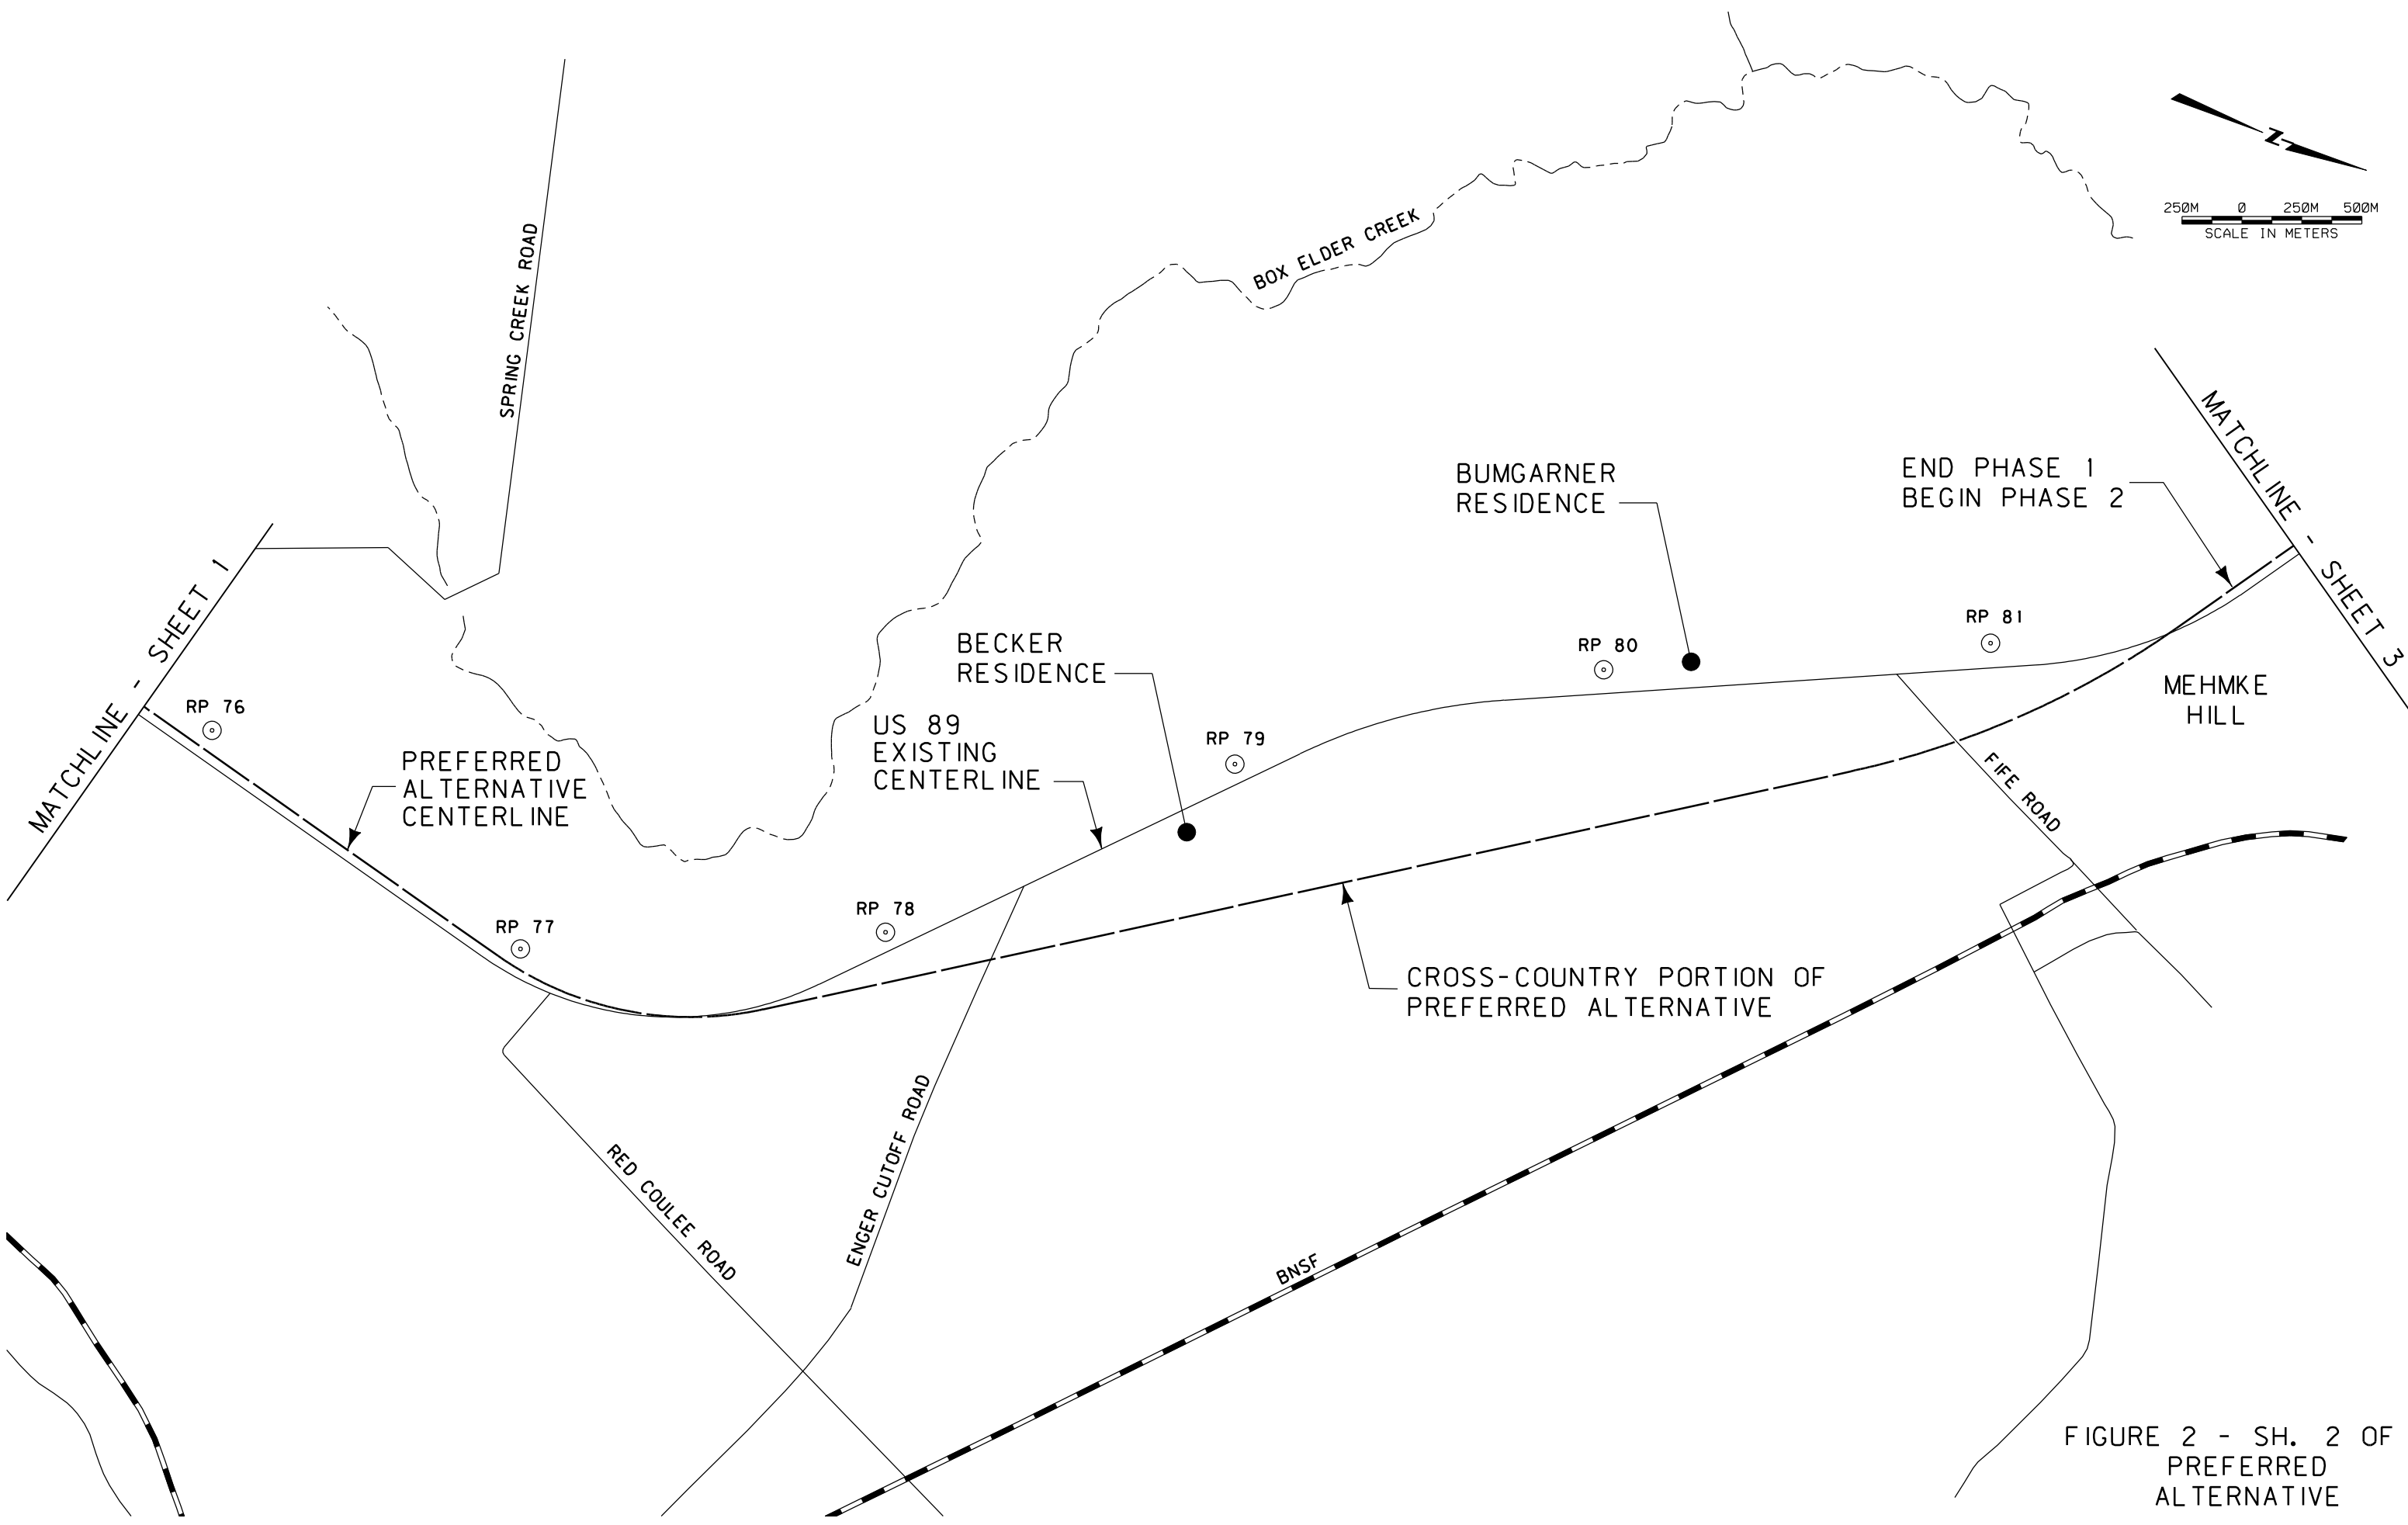 Z
250M 0 250M 500M
SCALE IN METERS
SPRING CREEK ROAD
BOX ELDER CREEK
MATCHLINE - SHEET 1
MATCHLINE - SHEET 3
BUMGARNER
RESIDENCE
END PHASE 1
BEGIN PHASE 2
RP 81
RP 80
BECKER
RESIDENCE
MEHMKE
HILL
RP 76
US 89
EXISTING
CENTERLINE
RP 79
PREFERRED
ALTERNATIVE
CENTERLINE
FIFE ROAD
RP 78
RP 77
CROSS-COUNTRY PORTION OF
PREFERRED ALTERNATIVE
ENGER CUTOFF ROAD
RED COULEE ROAD
BNSF
FIGURE 2 - SH. 2 OF
PREFERRED
ALTERNATIVE